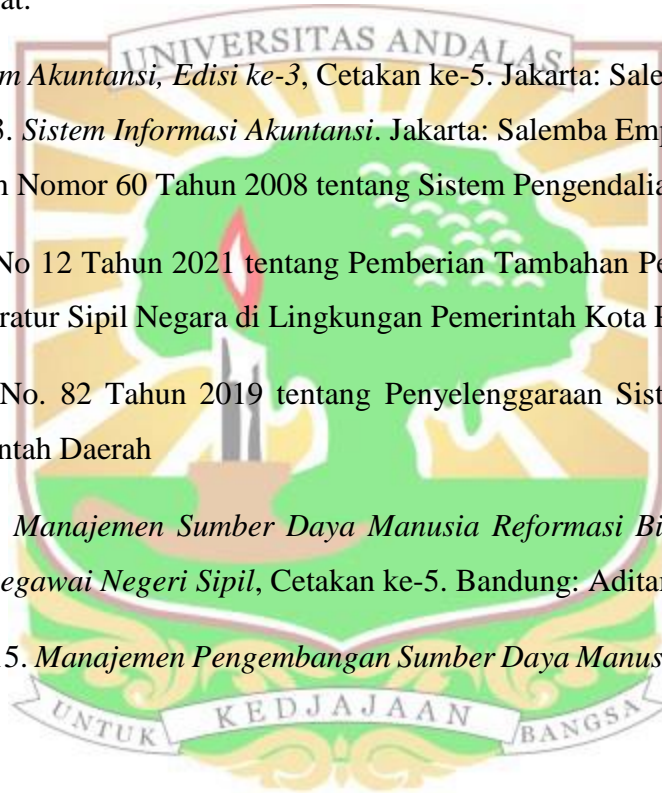 at.
UNIVERSITAS ANDALAS
m Akuntansi, Edisi ke-3, Cetakan ke-5. Jakarta: Sale
3. Sistem Informasi Akuntansi. Jakarta: Salemba Emp
n Nomor 60 Tahun 2008 tentang Sistem Pengendalia
No 12 Tahun 2021 tentang Pemberian Tambahan Pe
ratur Sipil Negara di Lingkungan Pemerintah Kota
No. 82 Tahun 2019 tentang Penyelenggaraan Sist
ntah Daerah
Manajemen Sumber Daya Manusia Reformasi Bi
egawai Negeri Sipil, Cetakan ke-5. Bandung: Adita
15. Manajemen Pengembangan Sumber Daya Manus
UNTUK KEDJAJAAN BANGSA